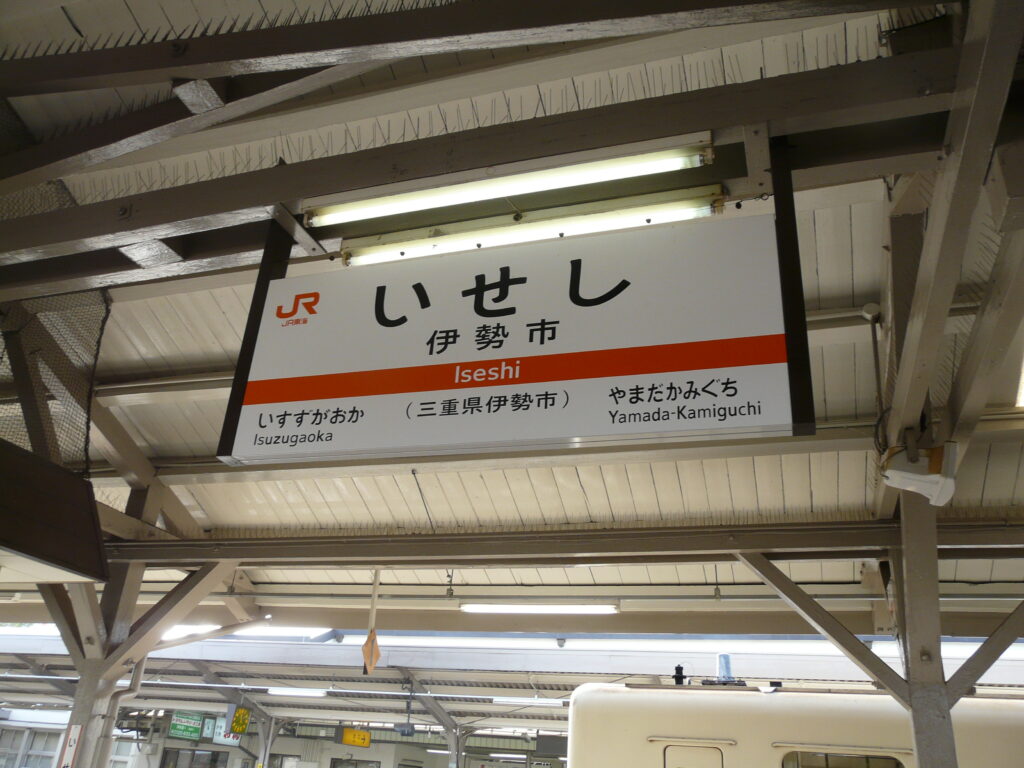 JR
JR東海
いせし
伊勢市
Iseshi
いすずがおか
Isuzugaoka
（三重県伊勢市）
やまだかみぐち
Yamada-Kamiguchi